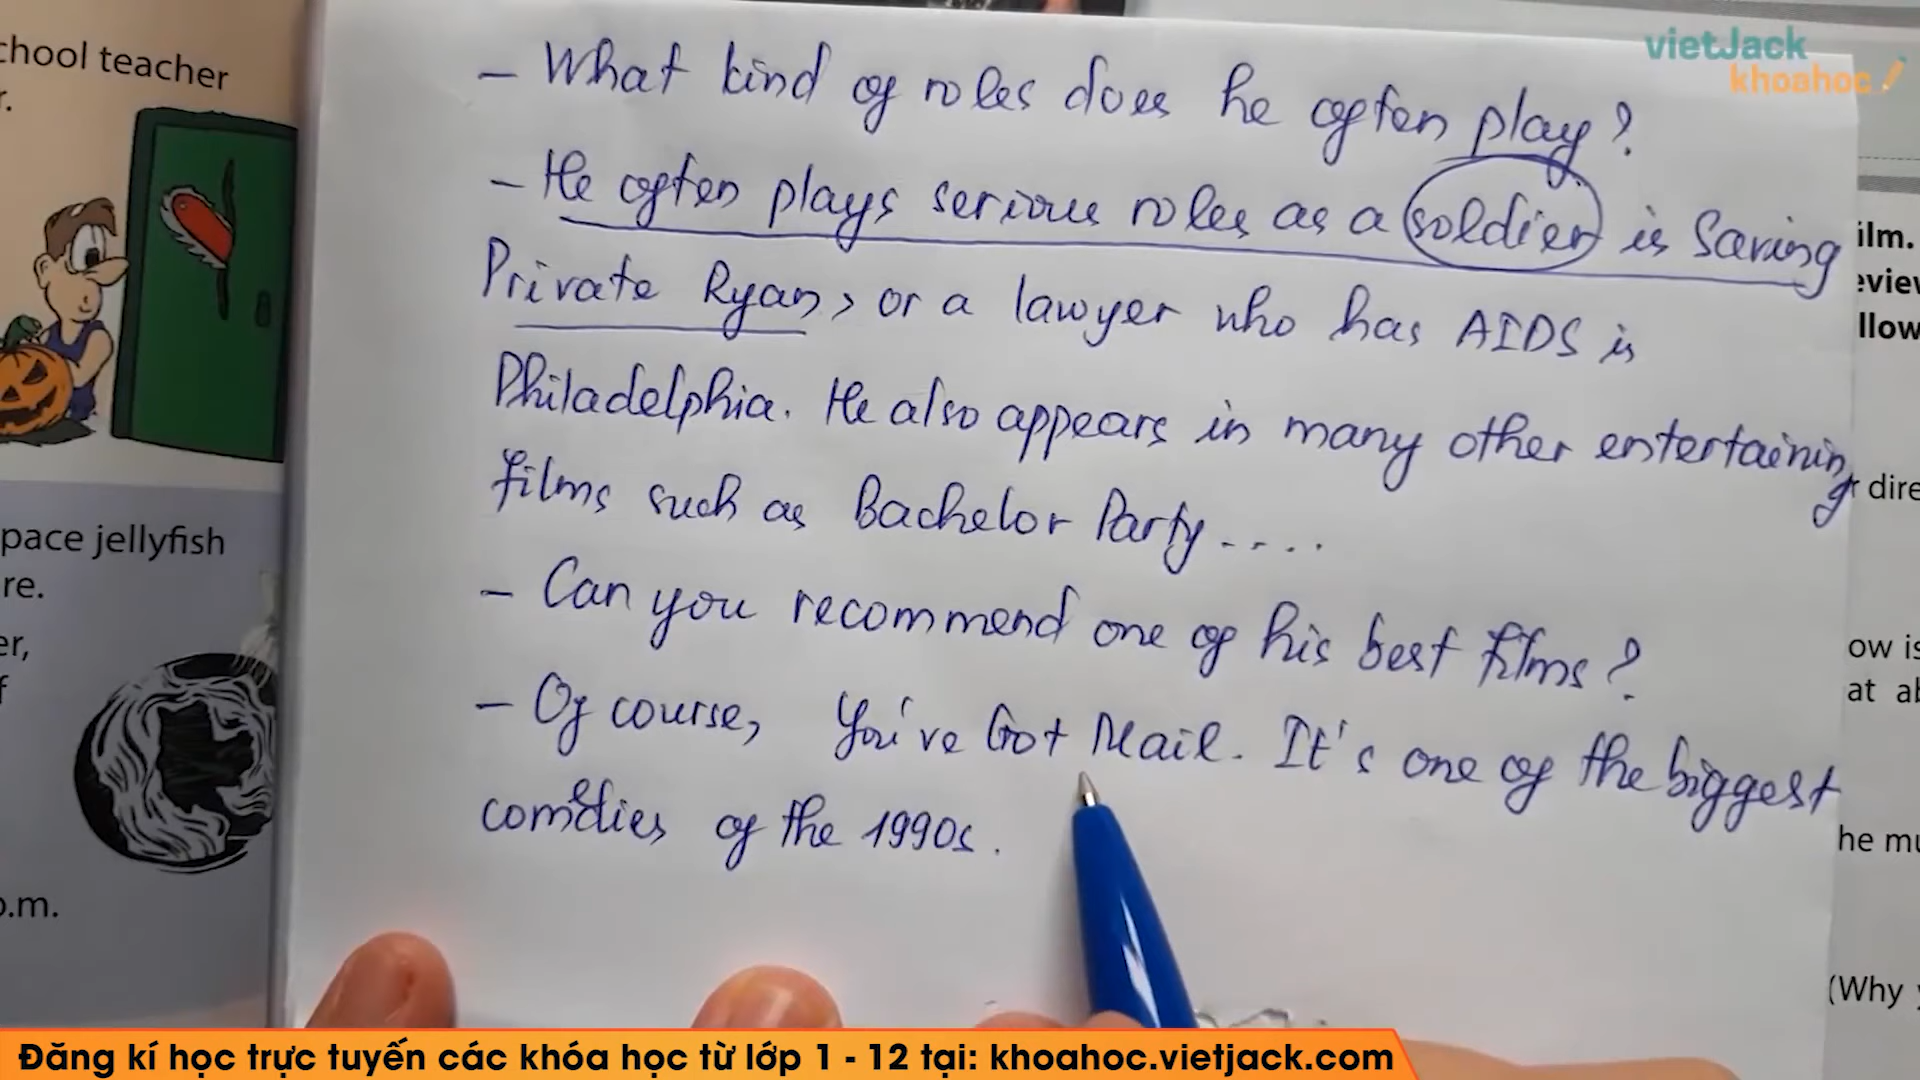 chool teacher
r.
pace jellyfish
re.
er,
f
p.m.
vietJack
khoahoc
- What kind of roles does he often play?
- He often plays serious roles as a soldier is Saving
Private Ryan, or a lawyer who has AIDS is
Philadelphia. He also appears in many other entertaining
films such as Bachelor Party....
- Can you recommend one of his best films?
- Of course, You've Got Mail. It's one of the biggest
comedies of the 1990s.
ilm.
eview
llow
r dire
ow is
at ab
he mu
(Why y
Đăng kí học trực tuyến các khóa học từ lớp 1 - 12 tại: khoahoc.vietjack.com